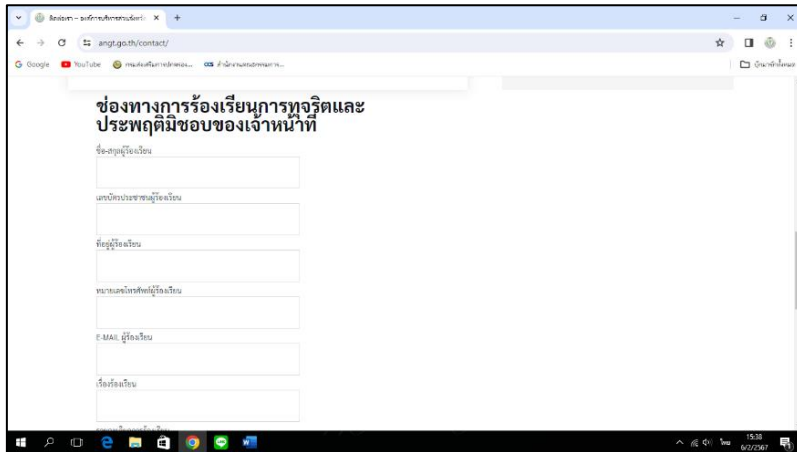 angt.go.th/contact/
Google
YouTube
ช่องทางการร้องเรียนการทุจริตและ
ประพฤติมิชอบของเจ้าหน้าที่
ชื่อ-สกุลผู้ร้องเรียน
เลขบัตรประชาชนผู้ร้องเรียน
ที่อยู่ผู้ร้องเรียน
หมายเลขโทรศัพท์ผู้ร้องเรียน
E-MAIL ผู้ร้องเรียน
เรื่องร้องเรียน
ไทย
15:38
6/2/2567